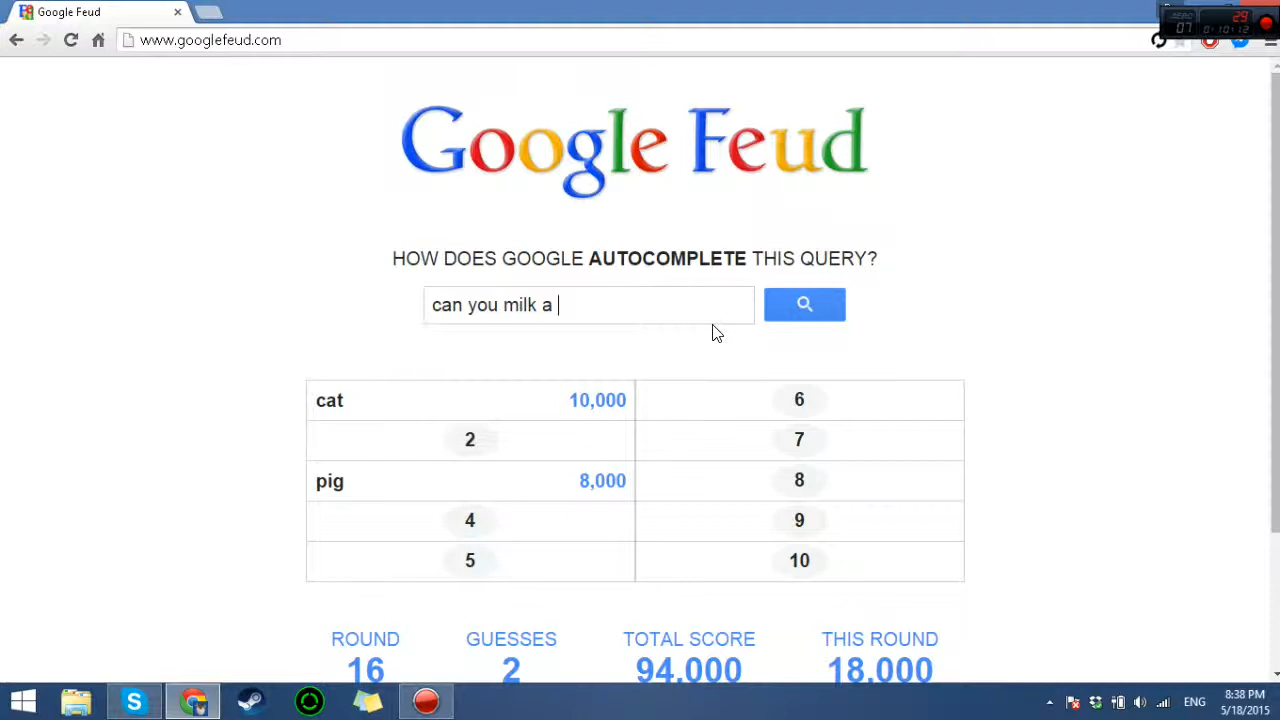 Google Feud
www.googlefeud.com
29
07
Google Feud
HOW DOES GOOGLE AUTOCOMPLETE THIS QUERY?
can you milk a
cat 10,000 6
2 7
pig 8,000 8
4 9
5 10
ROUND GUESSES TOTAL SCORE THIS ROUND
16 2 94,000 18,000
ENG
8:38 PM
5/18/2015